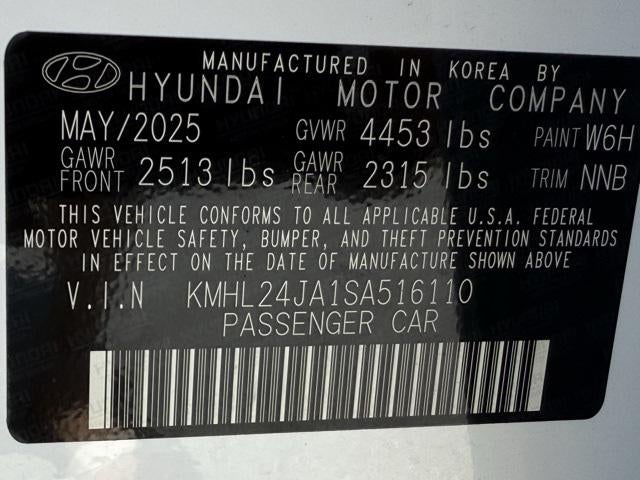 MANUFACTURED IN KOREA BY
HYUNDAI MOTOR COMPANY
MAY/2025 GVWR 4453 lbs PAINT W6H
GAWR FRONT 2513 lbs GAWR REAR 2315 lbs TRIM NNB
THIS VEHICLE CONFORMS TO ALL APPLICABLE U.S.A. FEDERAL
MOTOR VEHICLE SAFETY, BUMPER, AND THEFT PREVENTION STANDARDS
IN EFFECT ON THE DATE OF MANUFACTURE SHOWN ABOVE
V.I.N KMHL24JA1SA516110
PASSENGER CAR